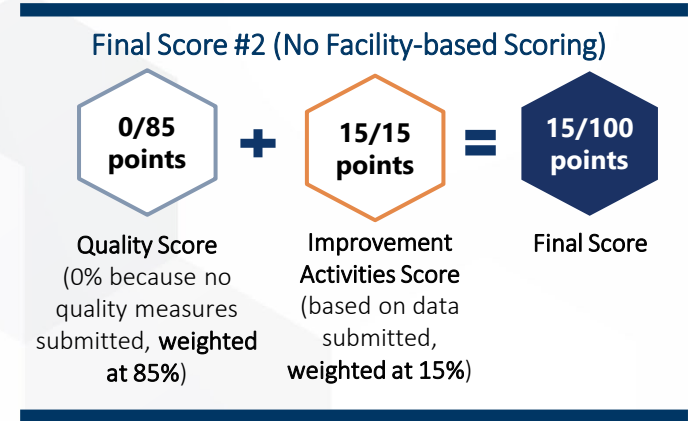 Final Score #2 (No Facility-based Scoring)
0/85
points
+
15/15
points
=
15/100
points
Quality Score
(0% because no
quality measures
submitted, weighted
at 85%)
Improvement
Activities Score
(based on data
submitted,
weighted at 15%)
Final Score